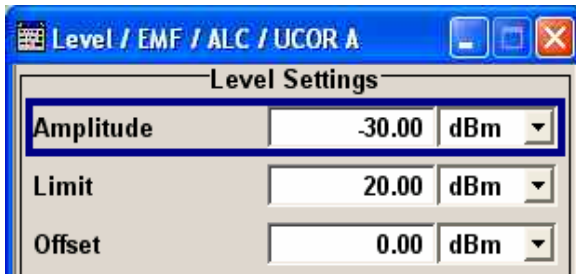 Level / EMF / ALC / UCOR A
Level Settings
Amplitude -30.00 dBm
Limit 20.00 dBm
Offset 0.00 dBm